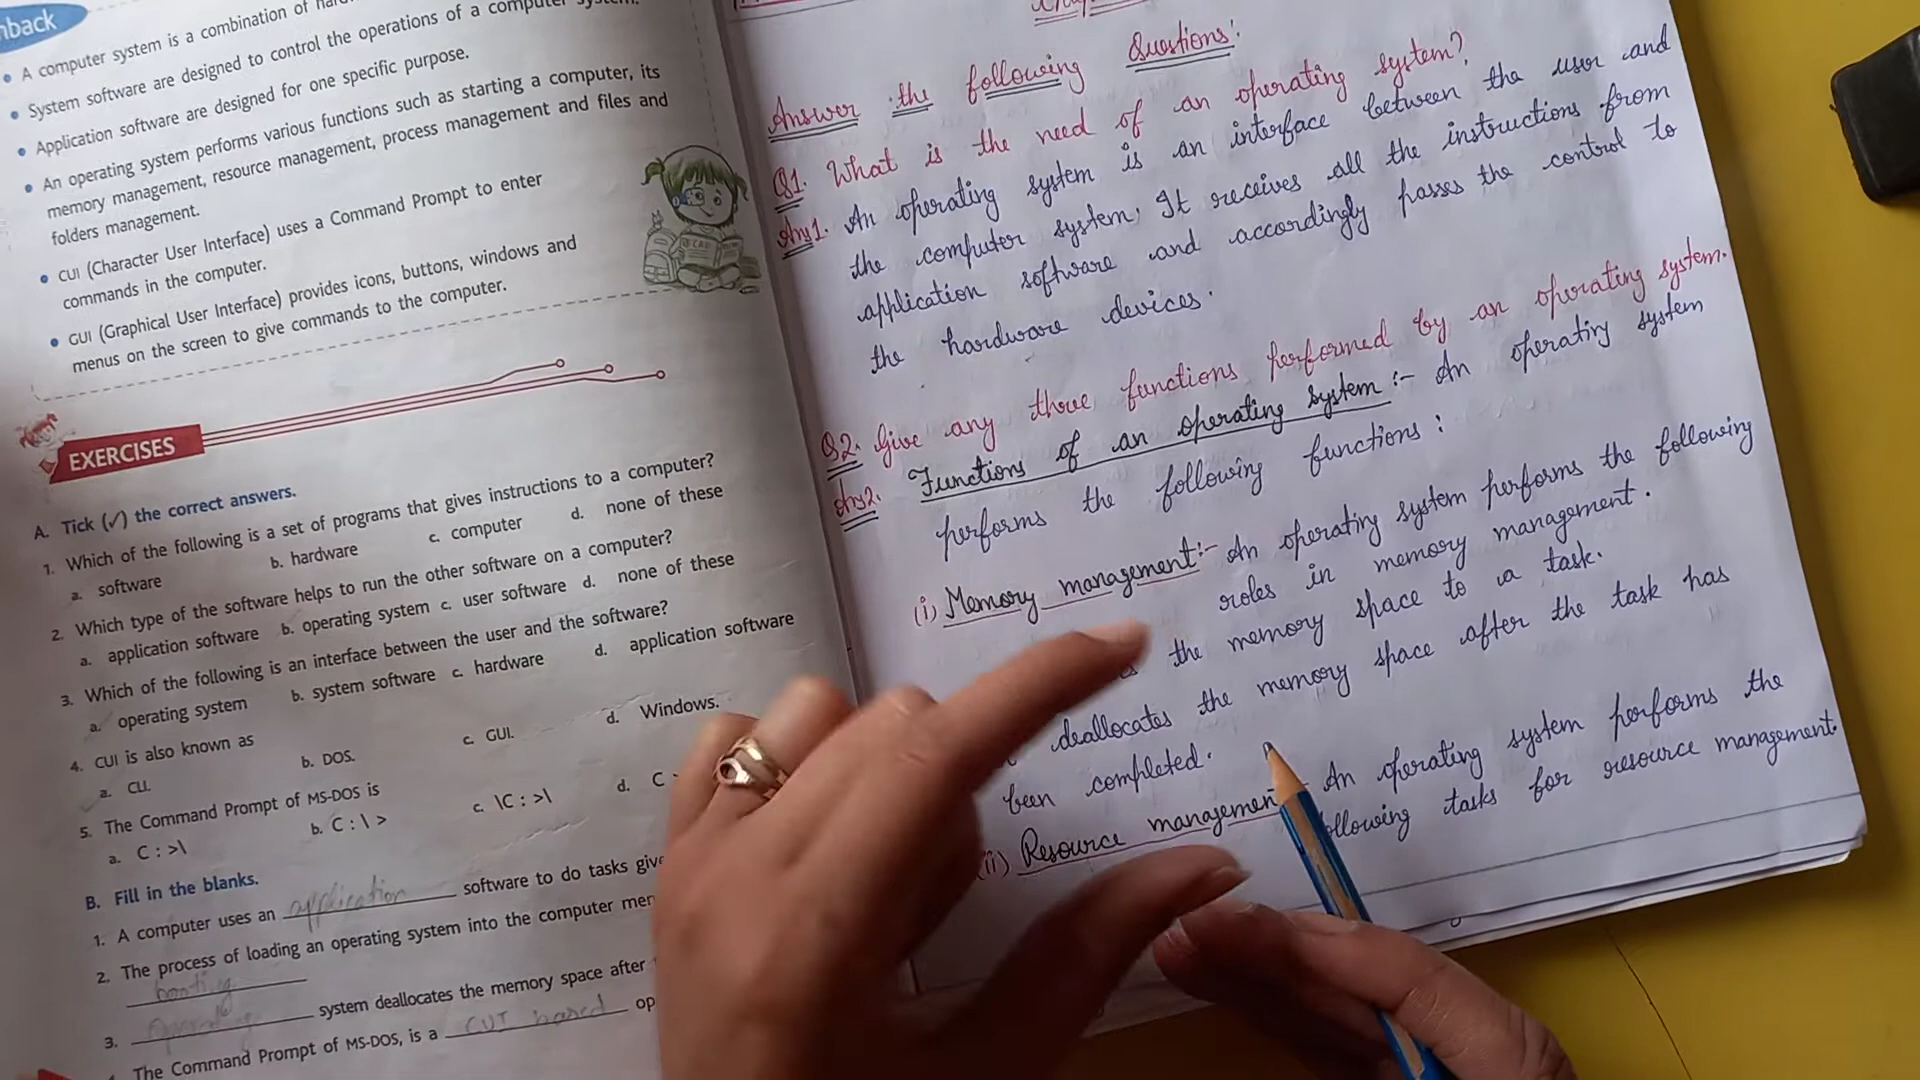 A computer system is a combination of
System software are designed to control the operations of a computer system.
Application software are designed for one specific purpose.
An operating system performs various functions such as starting a computer, its
memory management, resource management, process management and files and
folders management.
CUI (Character User Interface) uses a Command Prompt to enter
commands in the computer.
GUI (Graphical User Interface) provides icons, buttons, windows and
menus on the screen to give commands to the computer.
EXERCISES
A. Tick (✓) the correct answers.
1. Which of the following is a set of programs that gives instructions to a computer?
a. software b. hardware c. computer d. none of these
2. Which type of the software helps to run the other software on a computer?
a. application software b. operating system c. user software d. none of these
3. Which of the following is an interface between the user and the software?
a. operating system b. system software c. hardware d. application software
4. CUI is also known as
a. CLI. b. DOS. c. GUI. d. Windows.
5. The Command Prompt of MS-DOS is
a. C : >\ b. C : \ > c. \C : >\ d. C
B. Fill in the blanks.
1. A computer uses an application software to do tasks
2. The process of loading an operating system into the computer
booting
3. Operating system deallocates the memory space after
The Command Prompt of MS-DOS, is a CUI based
Answer the following Questions:
Q1. What is the need of an operating system?
Ans1. An operating system is an interface between the user and
the computer system. It receives all the instructions from
application software and accordingly passes the control to
the hardware devices.
Q2. Give any three functions performed by an operating system.
Ans2. Functions of an operating system :- An operating system
performs the following functions :
(i) Memory management:- An operating system performs the following
roles in memory management.
the memory space to a task.
deallocates the memory space after the task has
been completed.
(ii) Resource management An operating system performs the
following tasks for resource management.